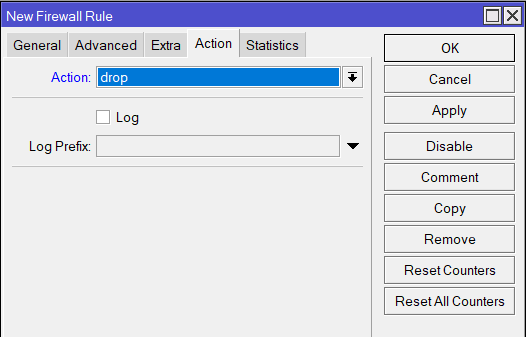 New Firewall Rule
General Advanced Extra Action Statistics
Action: drop
Log
Log Prefix:
OK
Cancel
Apply
Disable
Comment
Copy
Remove
Reset Counters
Reset All Counters